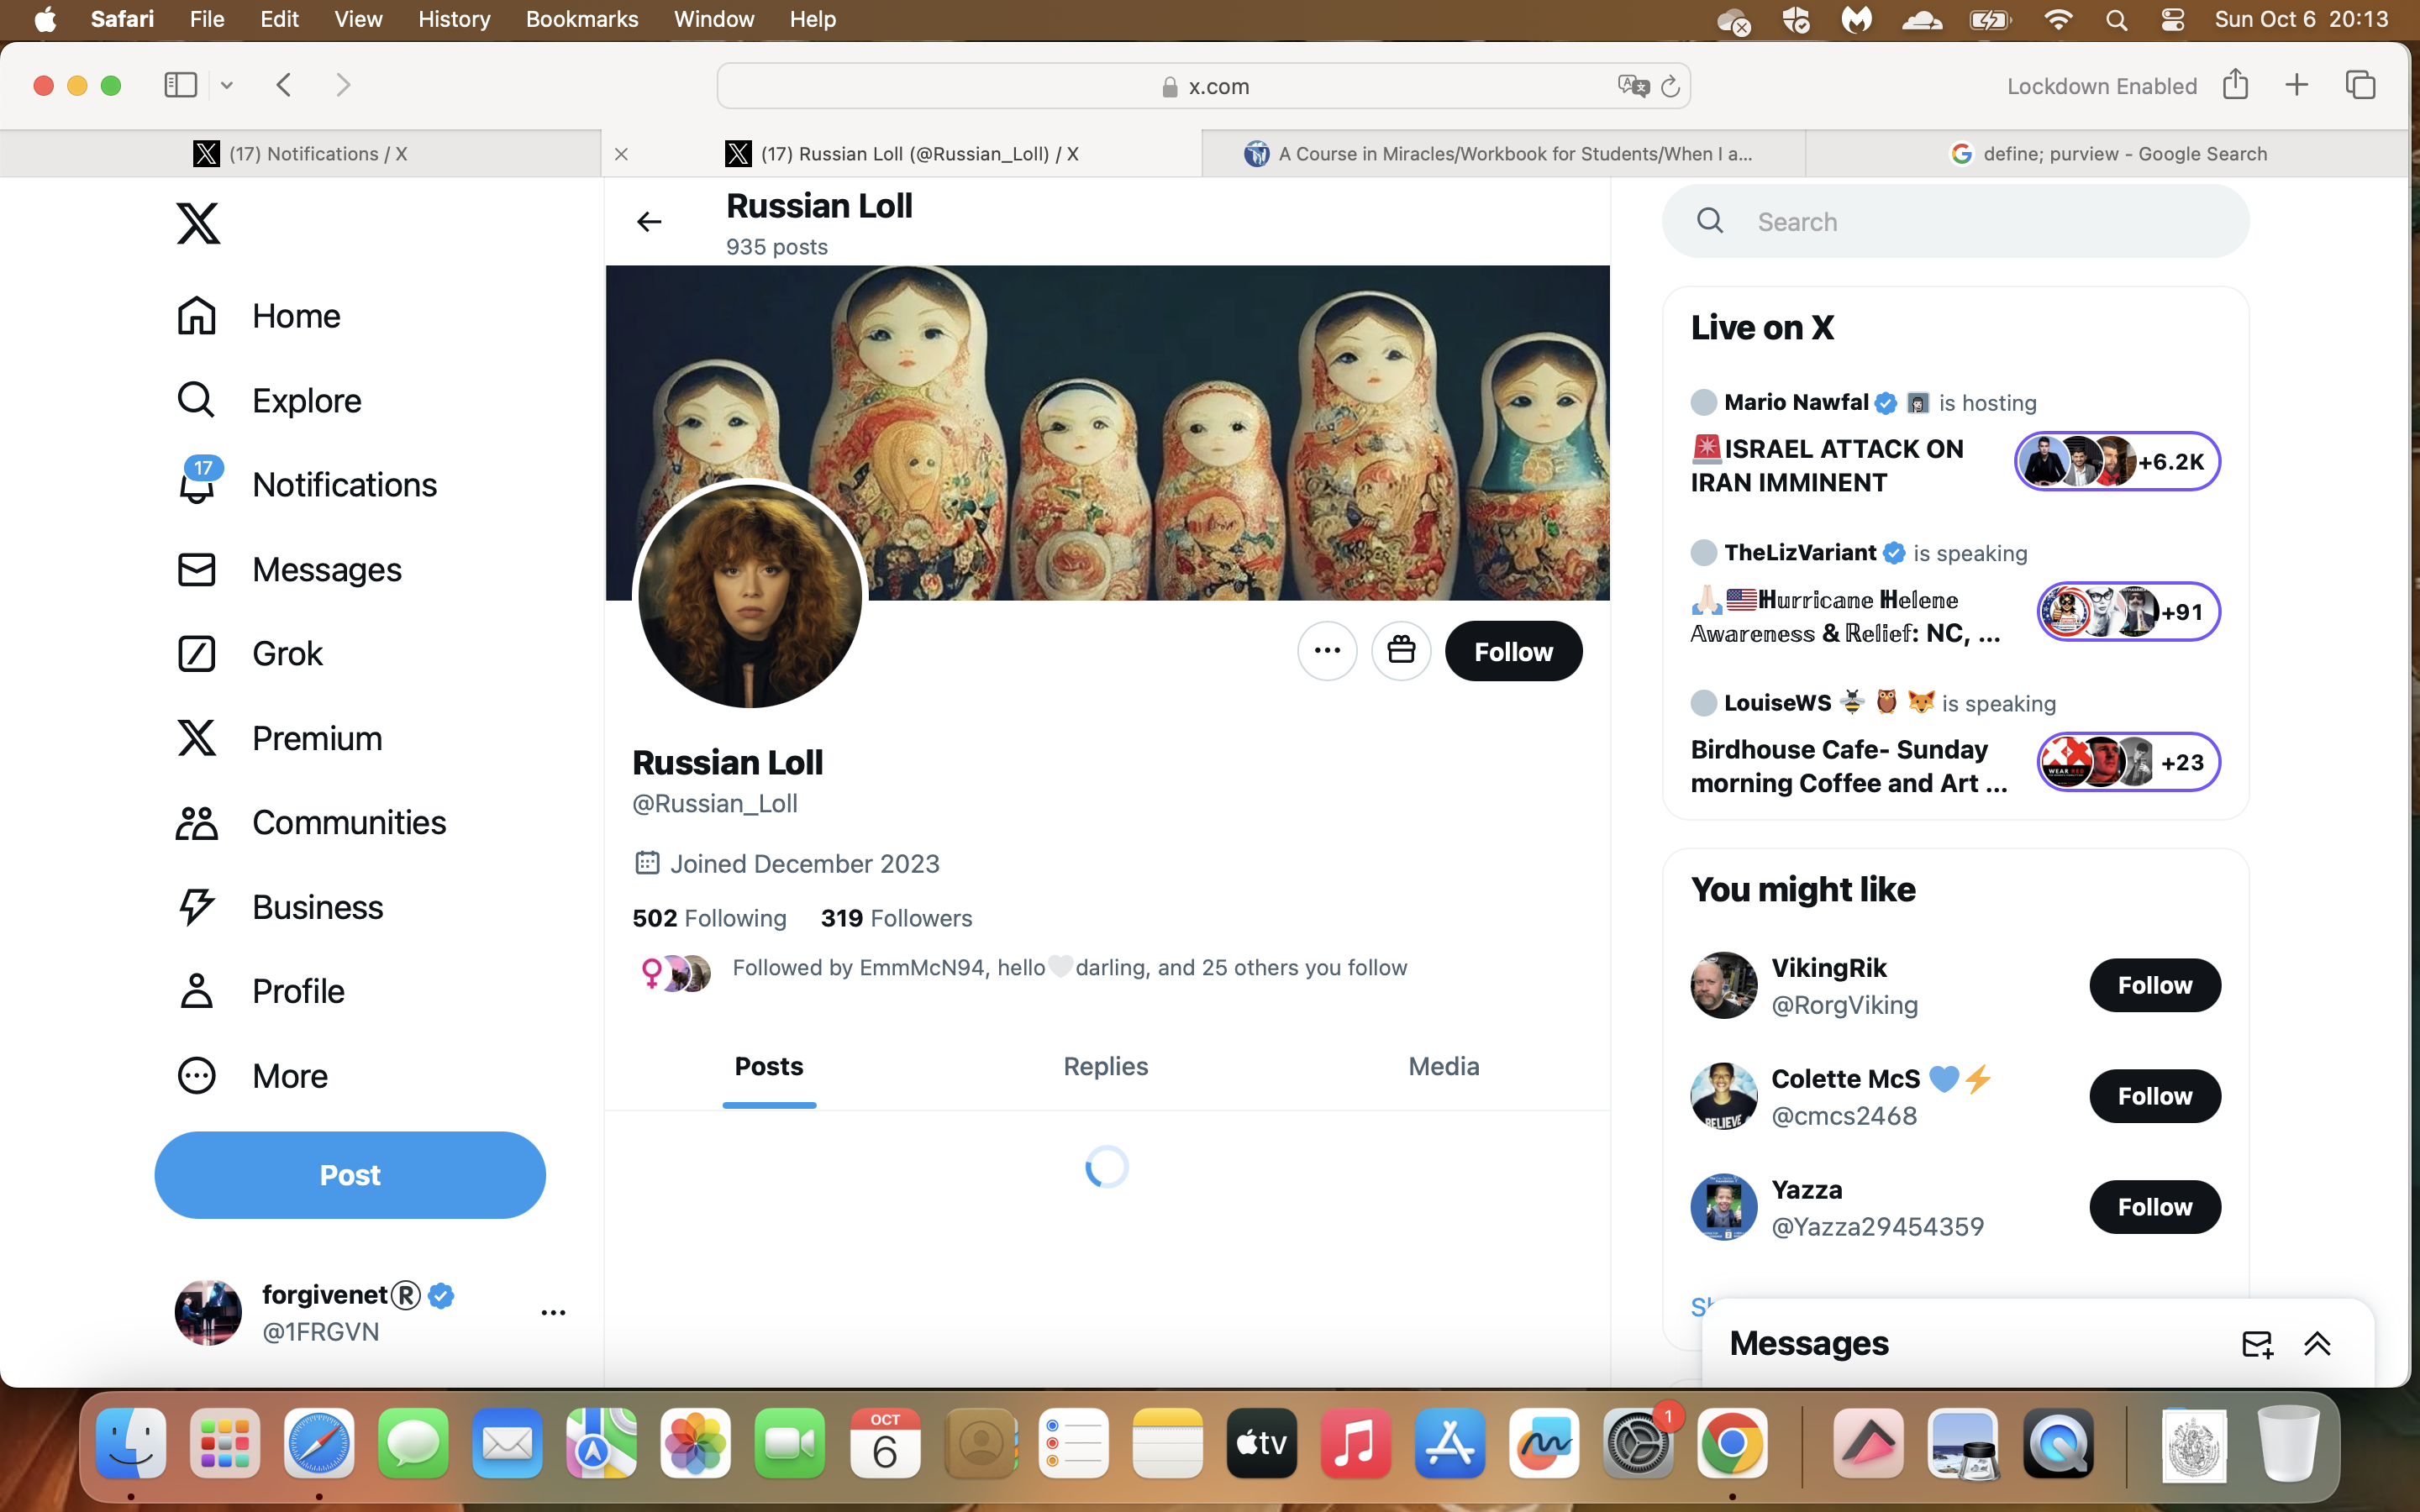 Safari File Edit View History Bookmarks Window Help Sun Oct 6 20:13
x.com Lockdown Enabled
(17) Notifications / X
(17) Russian Loll (@Russian_Loll) / X
A Course in Miracles/Workbook for Students/When I a...
define; purview - Google Search
Home
Explore
17
Notifications
Messages
Grok
Premium
Communities
Business
Profile
More
Post
forgivenet®
@1FRGVN
Russian Loll
935 posts
Follow
Russian Loll
@Russian_Loll
Joined December 2023
502 Following 319 Followers
Followed by EmmMcN94, hello🤍darling, and 25 others you follow
Posts Replies Media
Search
Live on X
Mario Nawfal is hosting
🚨ISRAEL ATTACK ON
IRAN IMMINENT
+6.2K
TheLizVariant is speaking
🙏🏻🇺🇸ℍurricane ℍelene
𝔸wareness & ℝelief: NC, ...
+91
LouiseWS 🐝 🦉 🦊 is speaking
Birdhouse Cafe- Sunday
morning Coffee and Art ...
WEAR RED
+23
You might like
VikingRik
@RorgViking
Follow
Colette McS 💙⚡
@cmcs2468
BELIEVE
Follow
Yazza
@Yazza29454359
Follow
Messages
OCT
6
tv
1